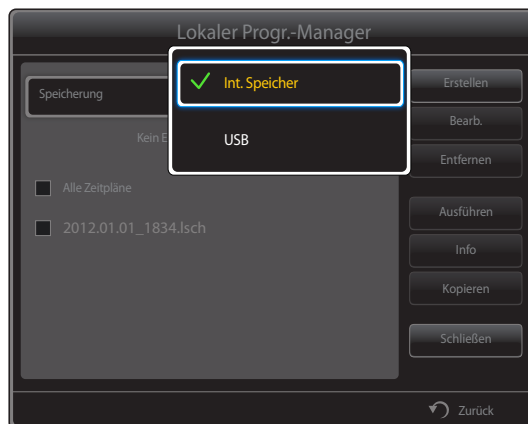 Lokaler Progr.-Manager
Speicherung
Int. Speicher
USB
Kein E
Alle Zeitpläne
2012.01.01_1834.lsch
Erstellen
Bearb.
Entfernen
Ausführen
Info
Kopieren
Schließen
Zurück